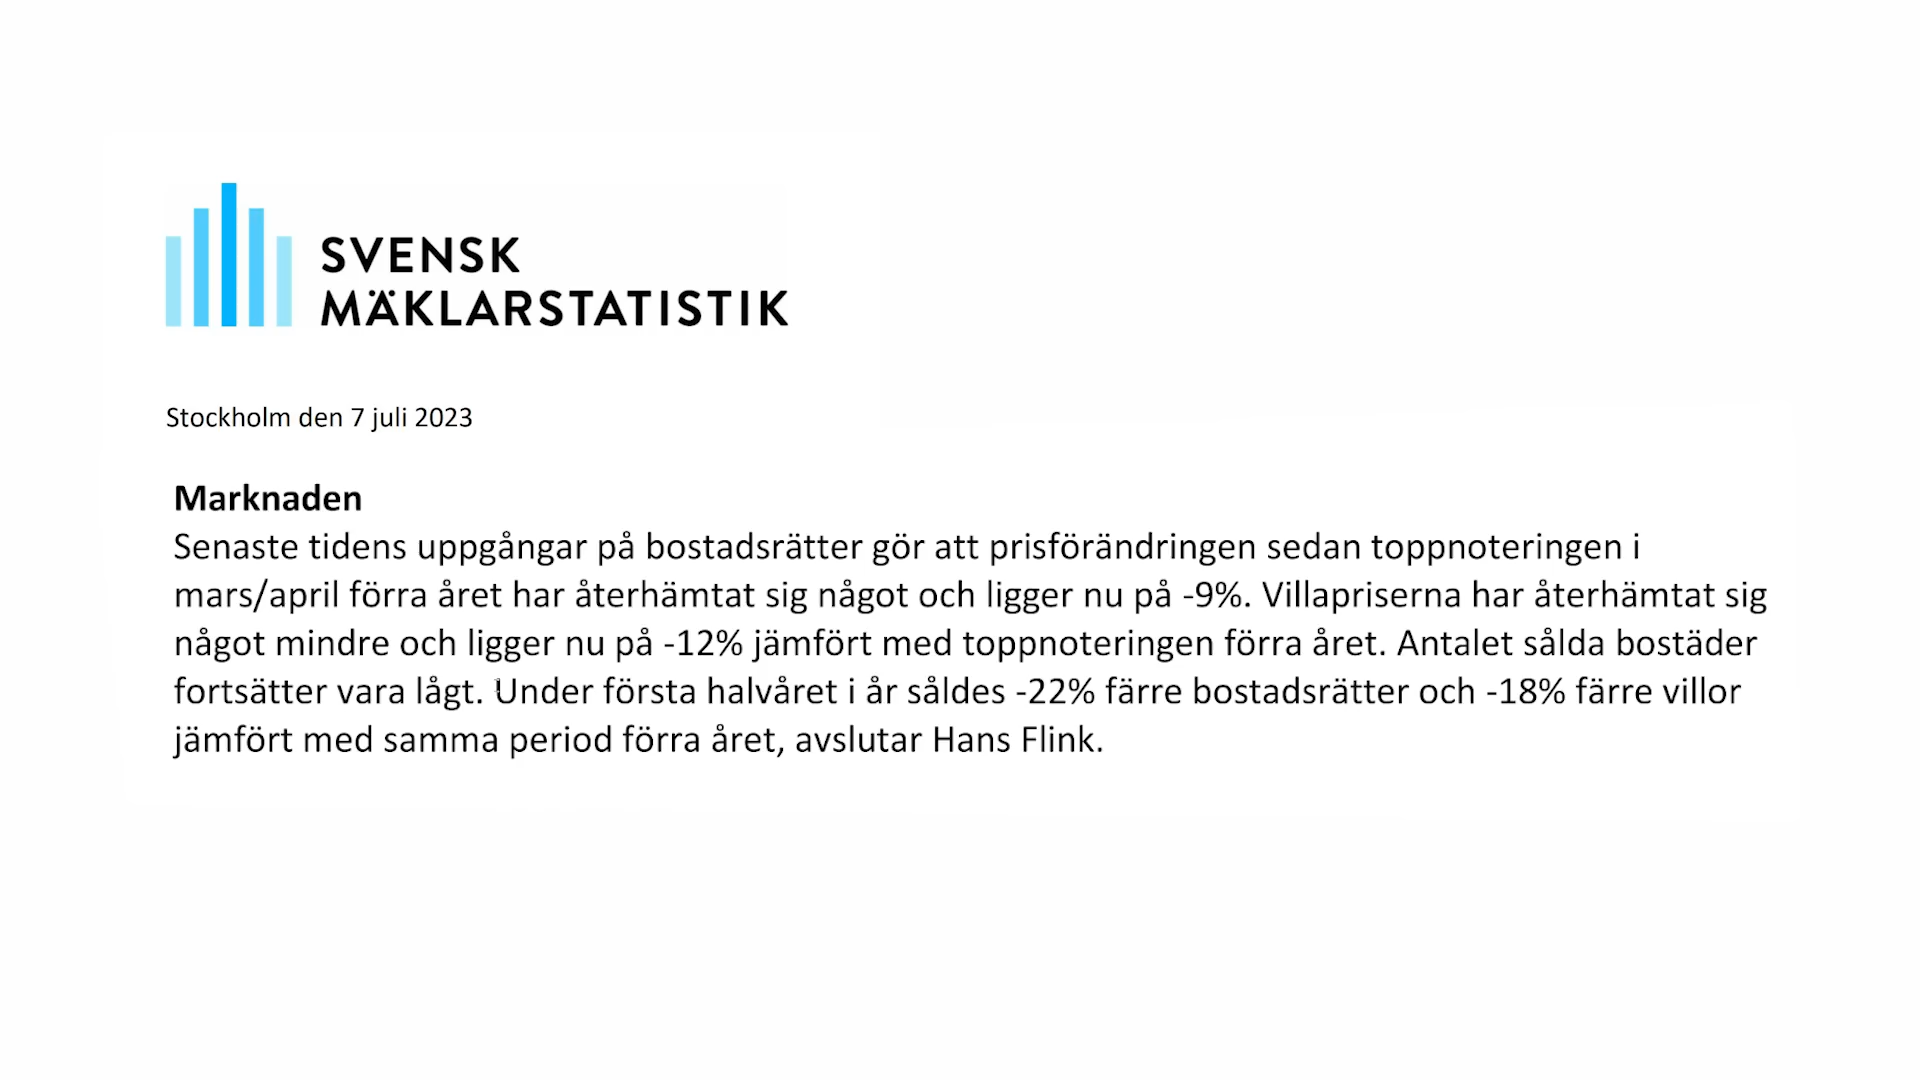 SVENSK
MÄKLARSTATISTIK
Stockholm den 7 juli 2023
Marknaden
Senaste tidens uppgångar på bostadsrätter gör att prisförändringen sedan toppnoteringen i
mars/april förra året har återhämtat sig något och ligger nu på -9%. Villapriserna har återhämtat sig
något mindre och ligger nu på -12% jämfört med toppnoteringen förra året. Antalet sålda bostäder
fortsätter vara lågt. Under första halvåret i år såldes -22% färre bostadsrätter och -18% färre villor
jämfört med samma period förra året, avslutar Hans Flink.